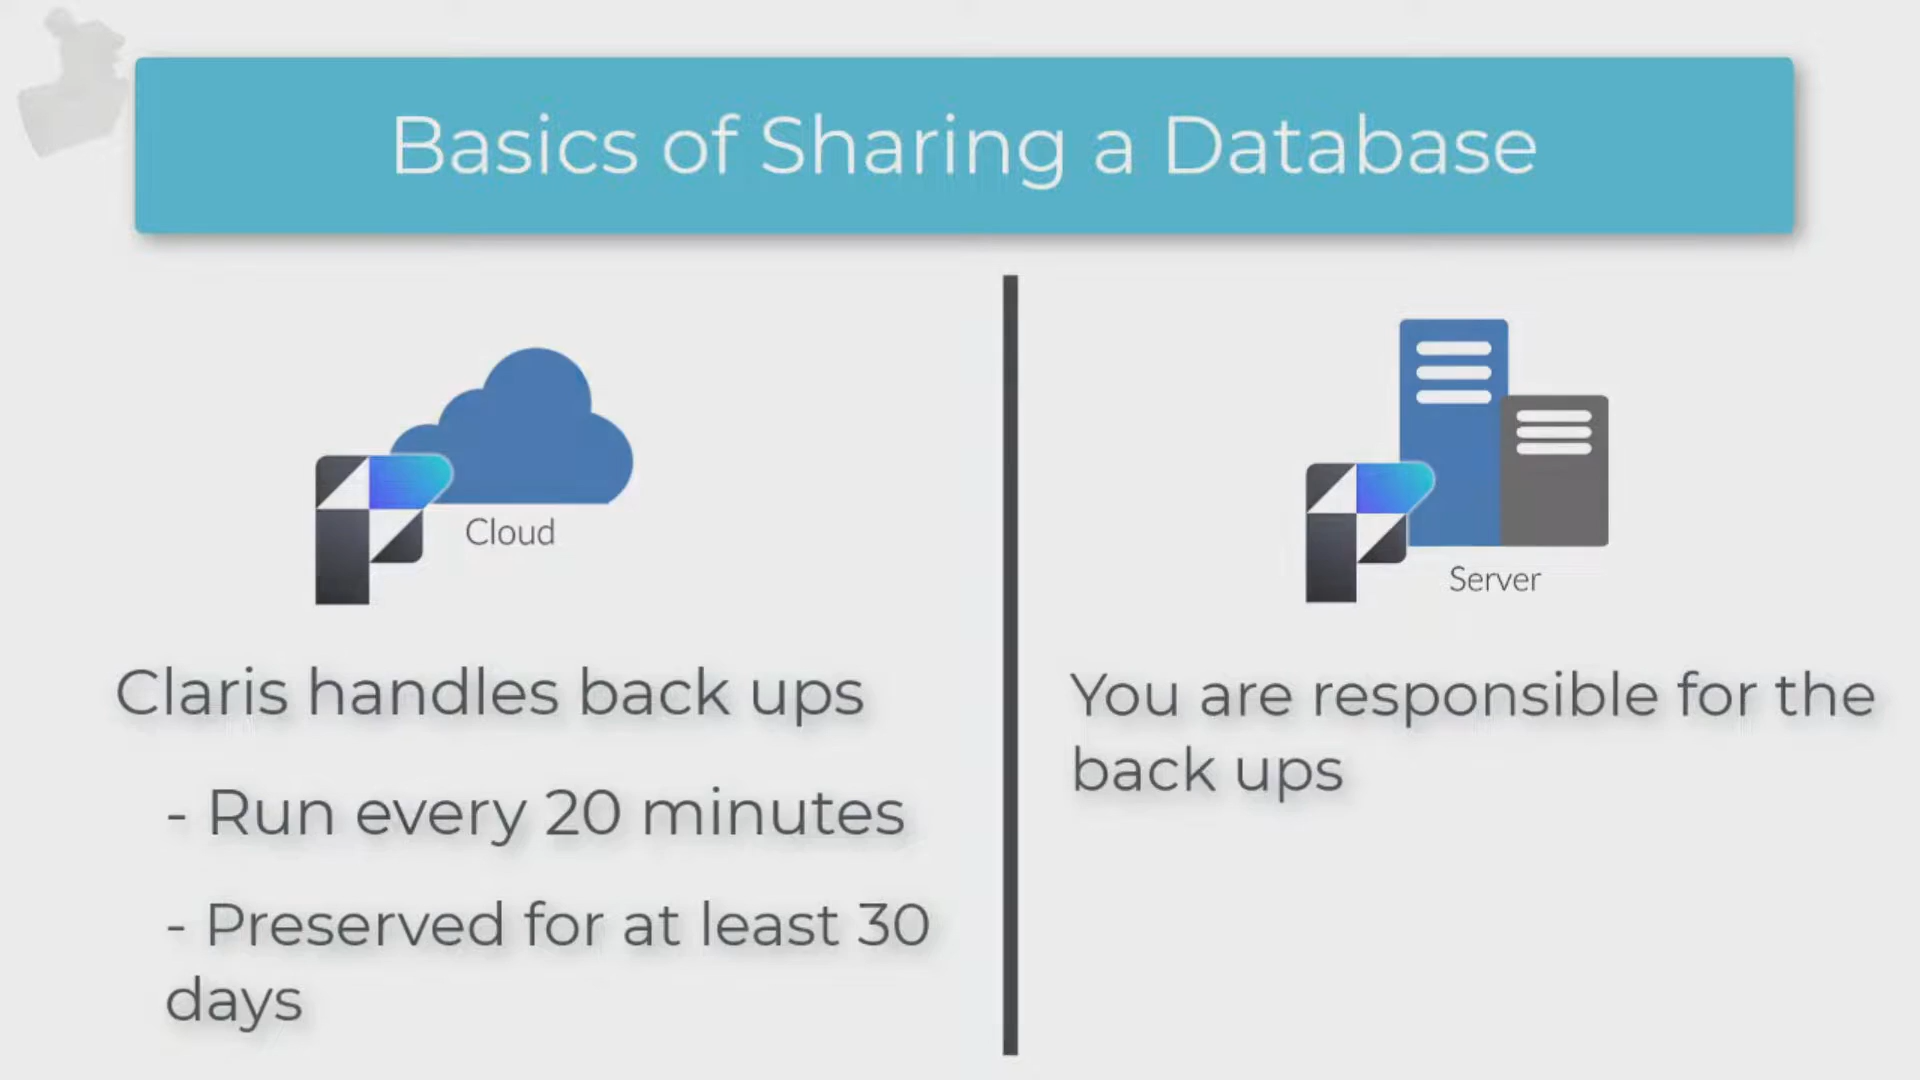 Basics of Sharing a Database
Cloud
Claris handles back ups
- Run every 20 minutes
- Preserved for at least 30
days
Server
You are responsible for the
back ups